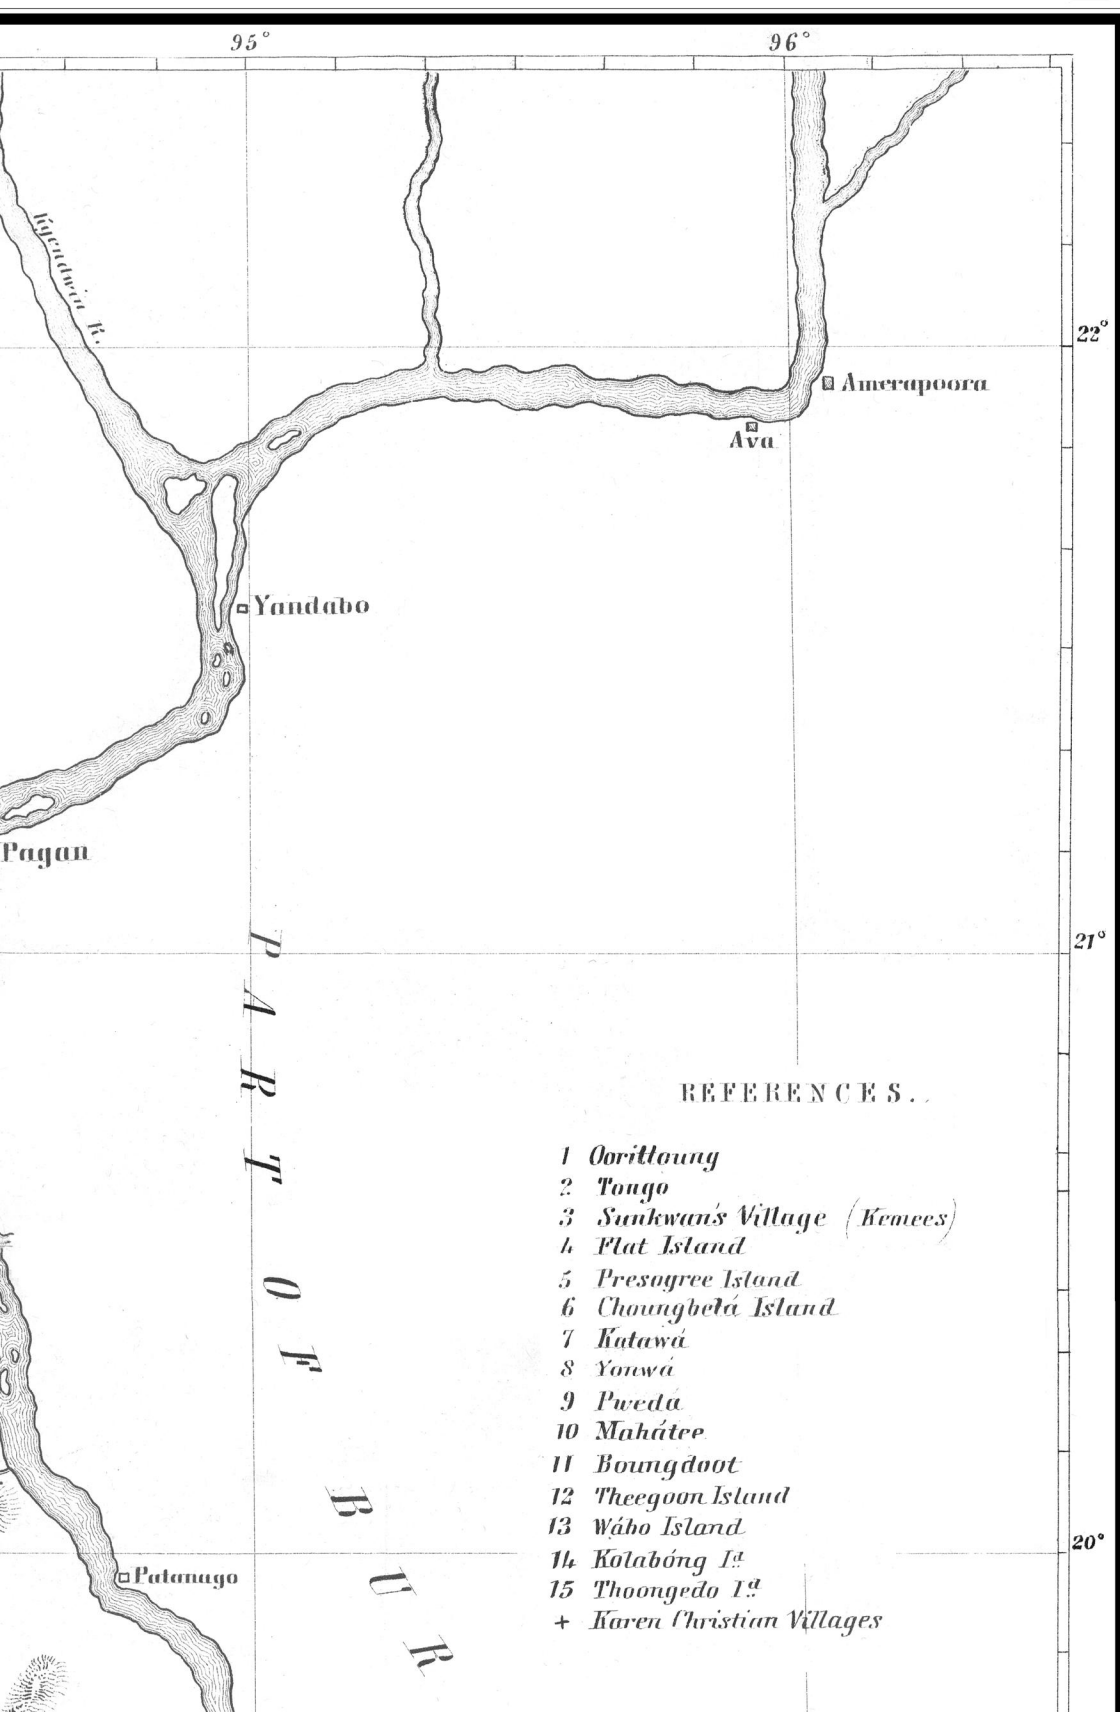 95° 96°
Kyendwin R.
22°
Amerapoora
Ava
Yandabo
Pagan
21°
PART OF BUR
REFERENCES.
1 Oorittoung
2 Tongo
3 Sunkwan's Village (Kemees)
4 Flat Island
5 Presogree Island
6 Choungbetá Island
7 Katawá
8 Yonwá
9 Pwedá
10 Mahátee
11 Boungdoot
12 Theegoon Island
13 Wábo Island
14 Kolabóng Id
15 Thoongedo Id
+ Karen Christian Villages
20°
Patanago